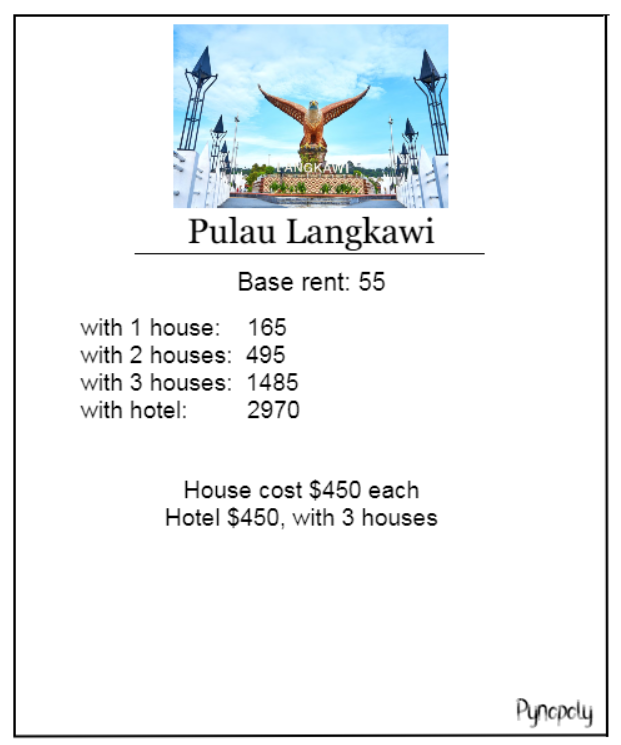 LANGKAWI
Pulau Langkawi
Base rent: 55
with 1 house: 165
with 2 houses: 495
with 3 houses: 1485
with hotel: 2970
House cost $450 each
Hotel $450, with 3 houses
Pynopoly